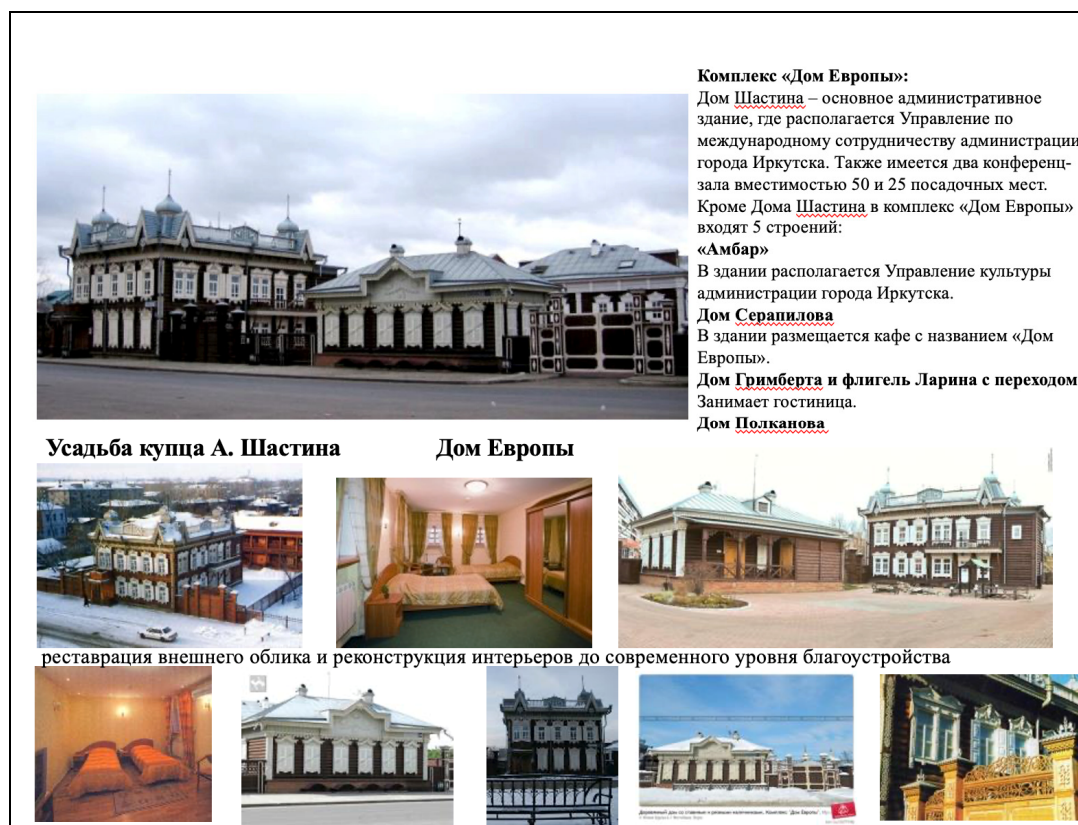 Комплекс «Дом Европы»:
Дом Шастина – основное административное
здание, где располагается Управление по
международному сотрудничеству администрации
города Иркутска. Также имеется два конференц-
зала вместимостью 50 и 25 посадочных мест.
Кроме Дома Шастина в комплекс «Дом Европы»
входят 5 строений:
«Амбар»
В здании располагается Управление культуры
администрации города Иркутска.
Дом Серапилова
В здании размещается кафе с названием «Дом
Европы».
Дом Гримберта и флигель Ларина с переходом
Занимает гостиница.
Дом Полканова
Усадьба купца А. Шастина
Дом Европы
реставрация внешнего облика и реконструкция интерьеров до современного уровня благоустройства